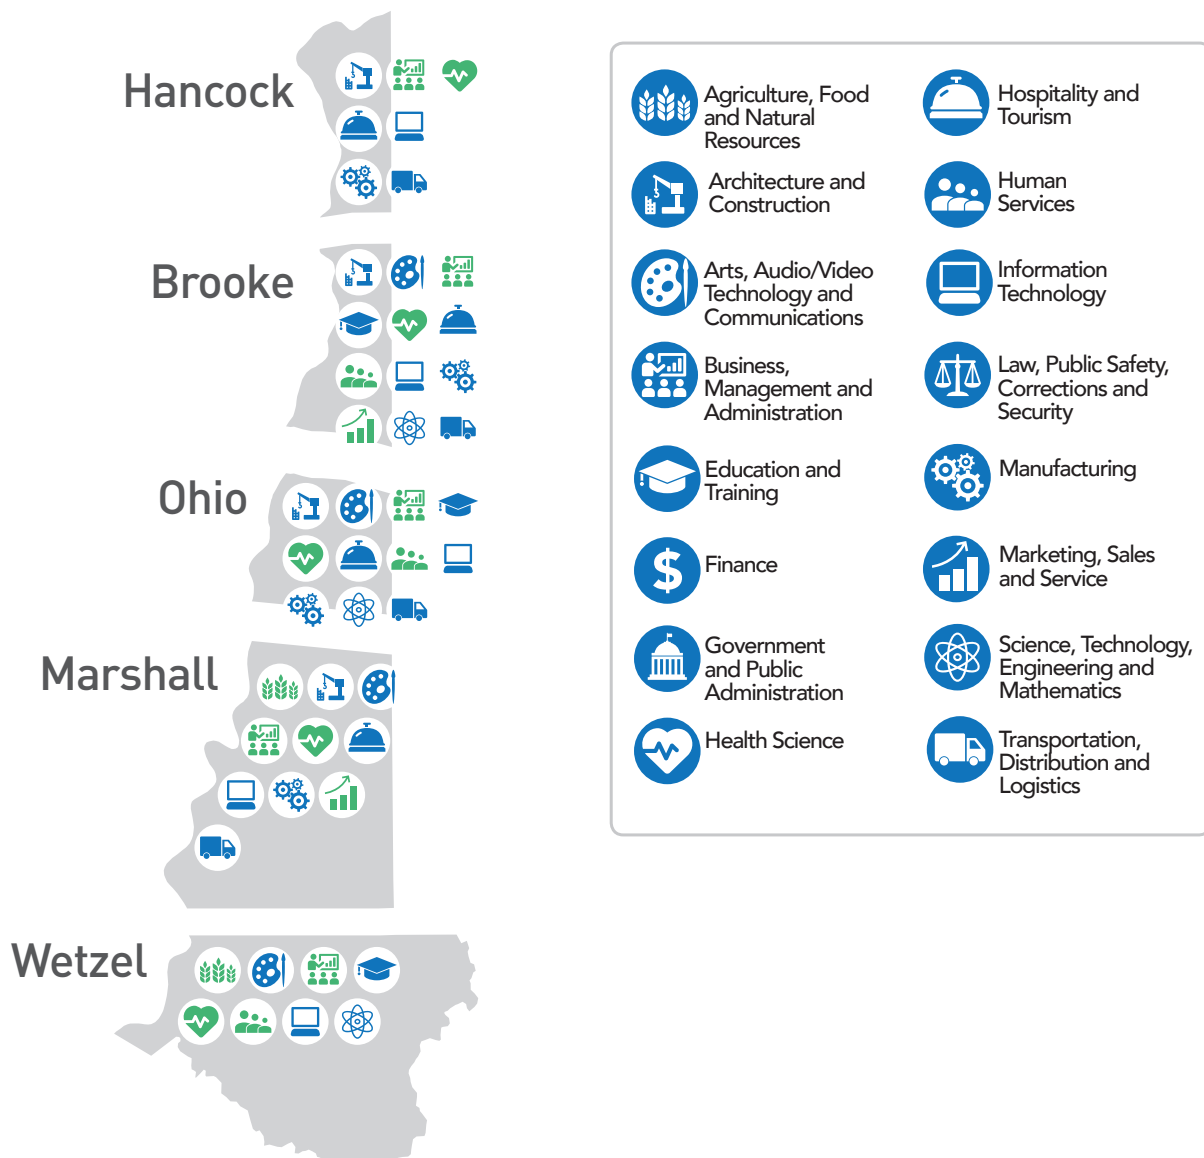 Hancock
Brooke
Ohio
Marshall
Wetzel
Agriculture, Food
and Natural
Resources
Architecture and
Construction
Arts, Audio/Video
Technology and
Communications
Business,
Management and
Administration
Education and
Training
$
Finance
Government
and Public
Administration
Health Science
Hospitality and
Tourism
Human
Services
Information
Technology
Law, Public Safety,
Corrections and
Security
Manufacturing
Marketing, Sales
and Service
Science, Technology,
Engineering and
Mathematics
Transportation,
Distribution and
Logistics